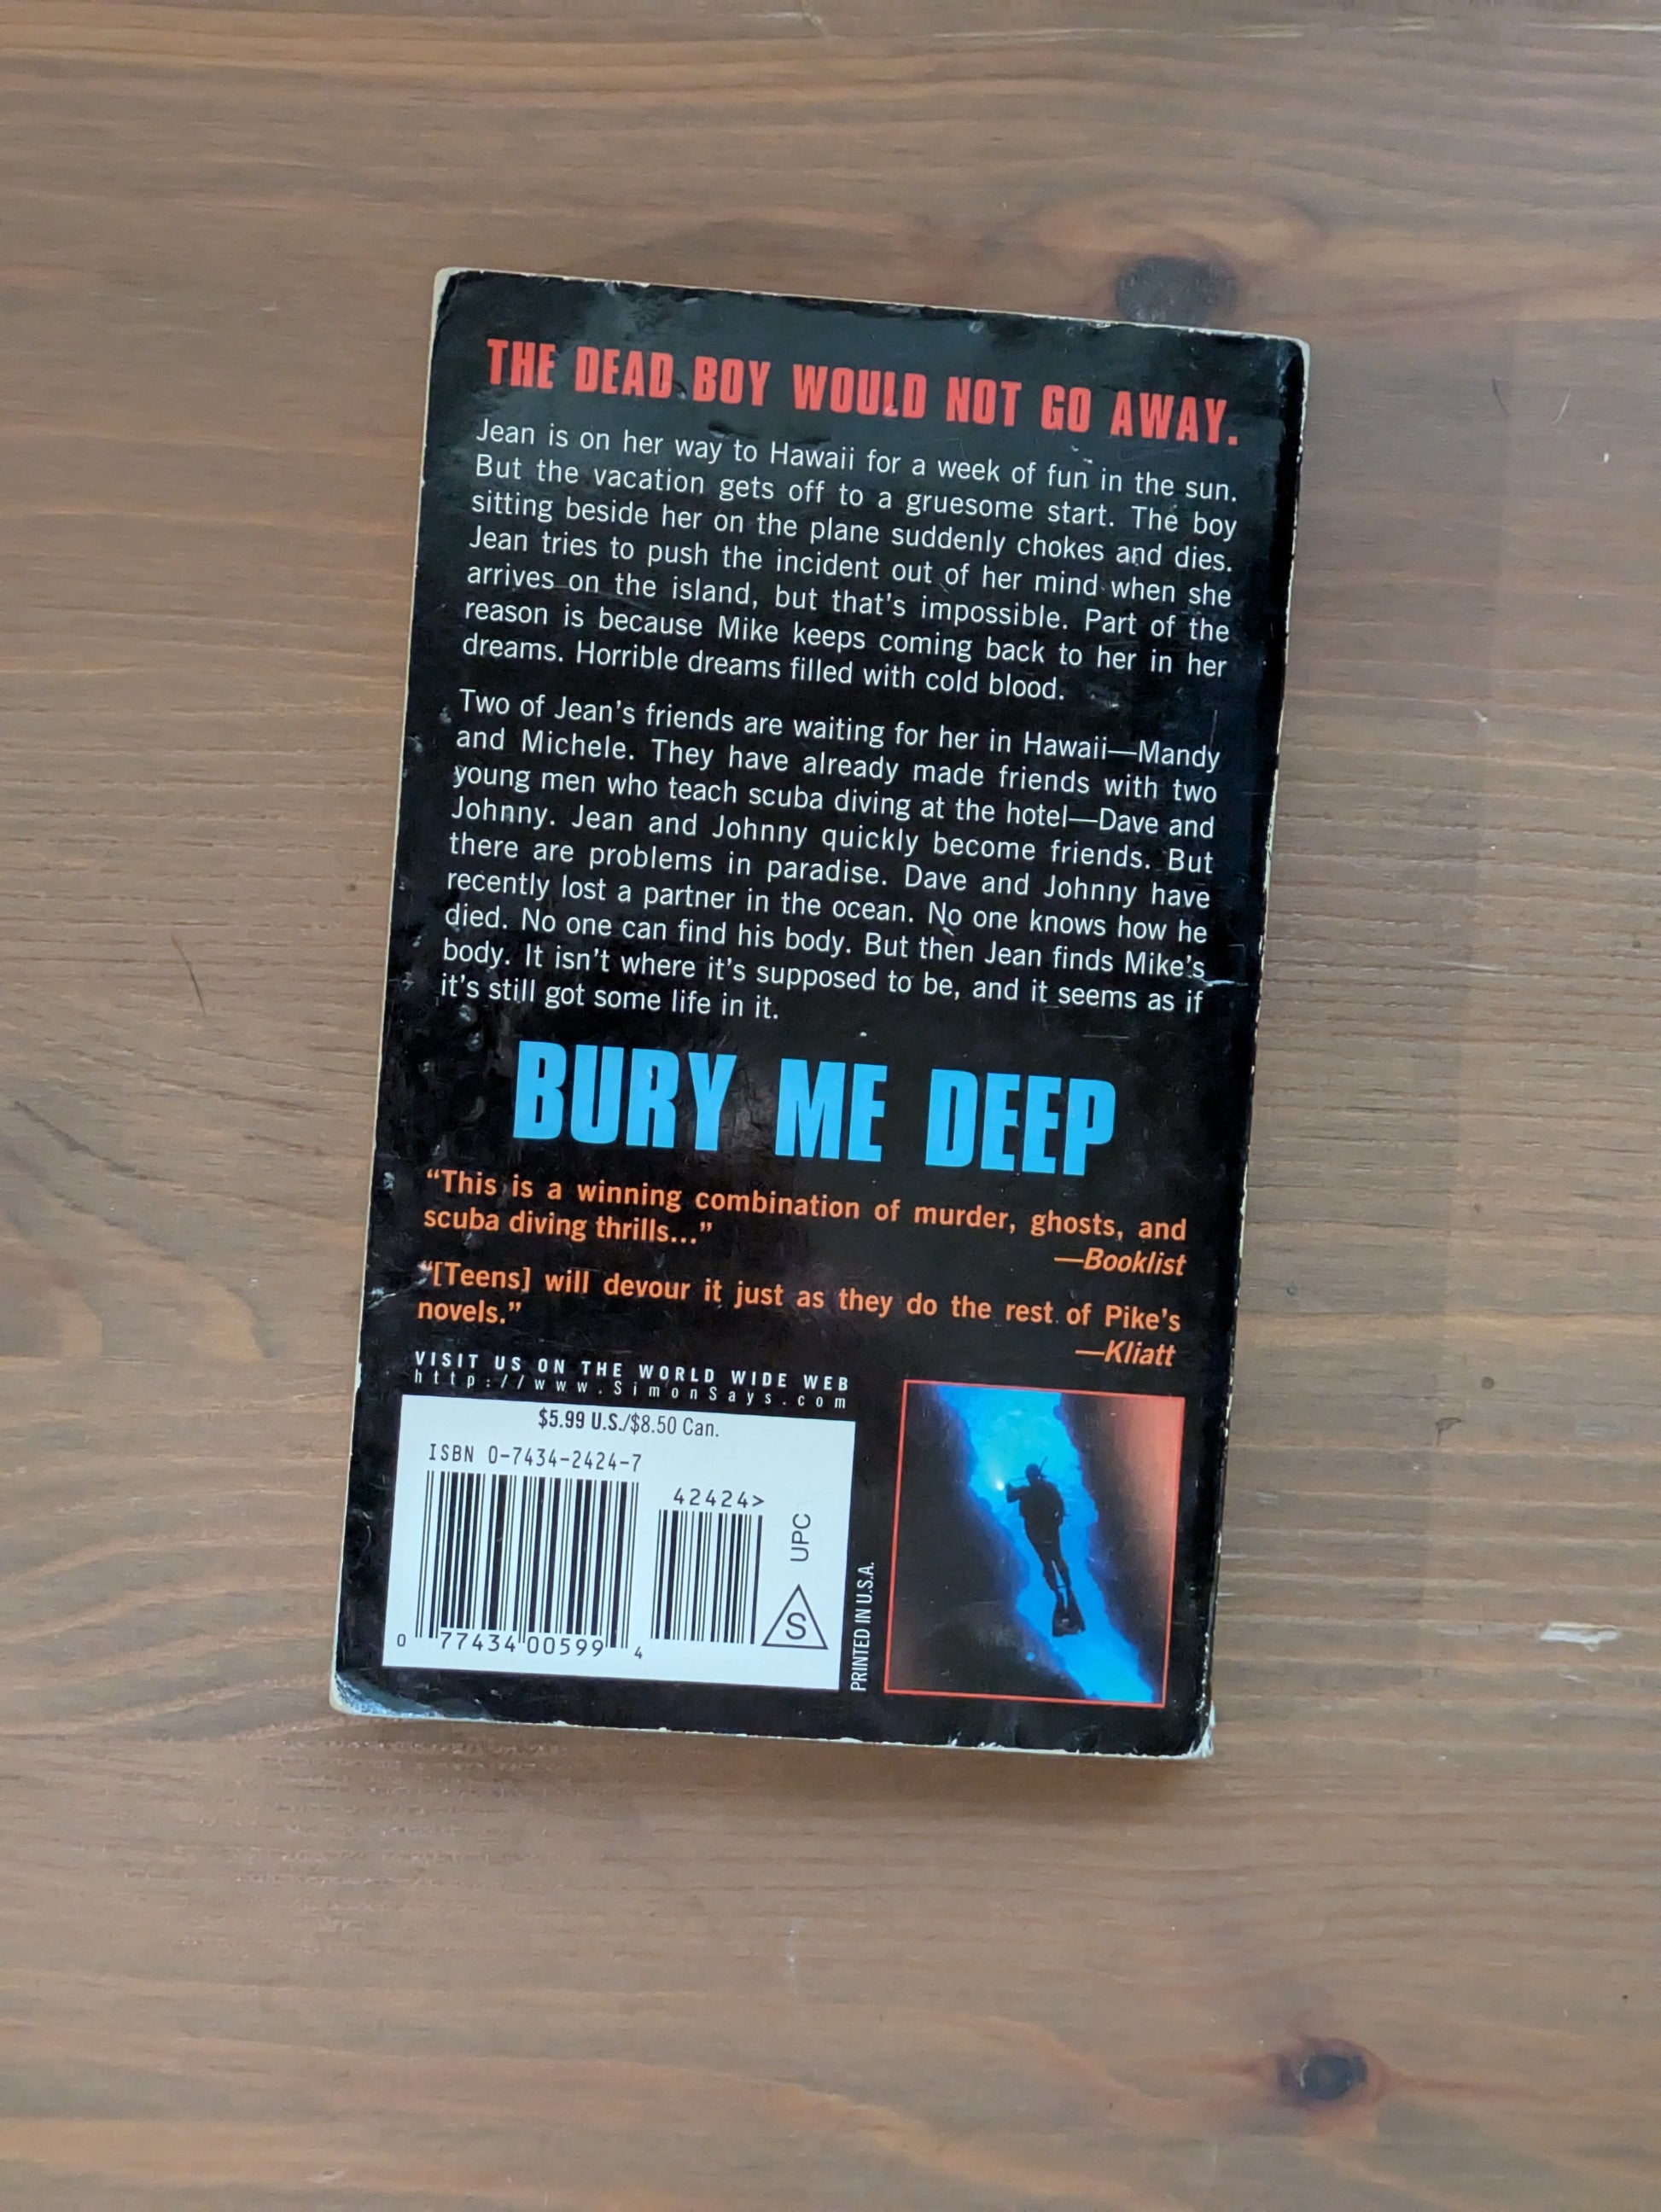 THE DEAD BOY WOULD NOT GO AWAY.
Jean is on her way to Hawaii for a week of fun in the sun.
But the vacation gets off to a gruesome start. The boy
sitting beside her on the plane suddenly chokes and dies.
Jean tries to push the incident out of her mind when she
arrives on the island, but that's impossible. Part of the
reason is because Mike keeps coming back to her in her
dreams. Horrible dreams filled with cold blood.
Two of Jean's friends are waiting for her in Hawaii—Mandy
and Michele. They have already made friends with two
young men who teach scuba diving at the hotel—Dave and
Johnny. Jean and Johnny quickly become friends. But
there are problems in paradise. Dave and Johnny have
recently lost a partner in the ocean. No one knows how he
died. No one can find his body. But then Jean finds Mike's
body. It isn't where it's supposed to be, and it seems as if
it's still got some life in it.
BURY ME DEEP
“This is a winning combination of murder, ghosts, and
scuba diving thrills...”
—Booklist
“[Teens] will devour it just as they do the rest of Pike's
novels.”
—Kliatt
VISIT US ON THE WORLD WIDE WEB
http://www.SimonSays.com
$5.99 U.S./$8.50 Can.
ISBN 0-7434-2424-7
42424>
UPC
S
0 77434 00599 4
PRINTED IN U.S.A.